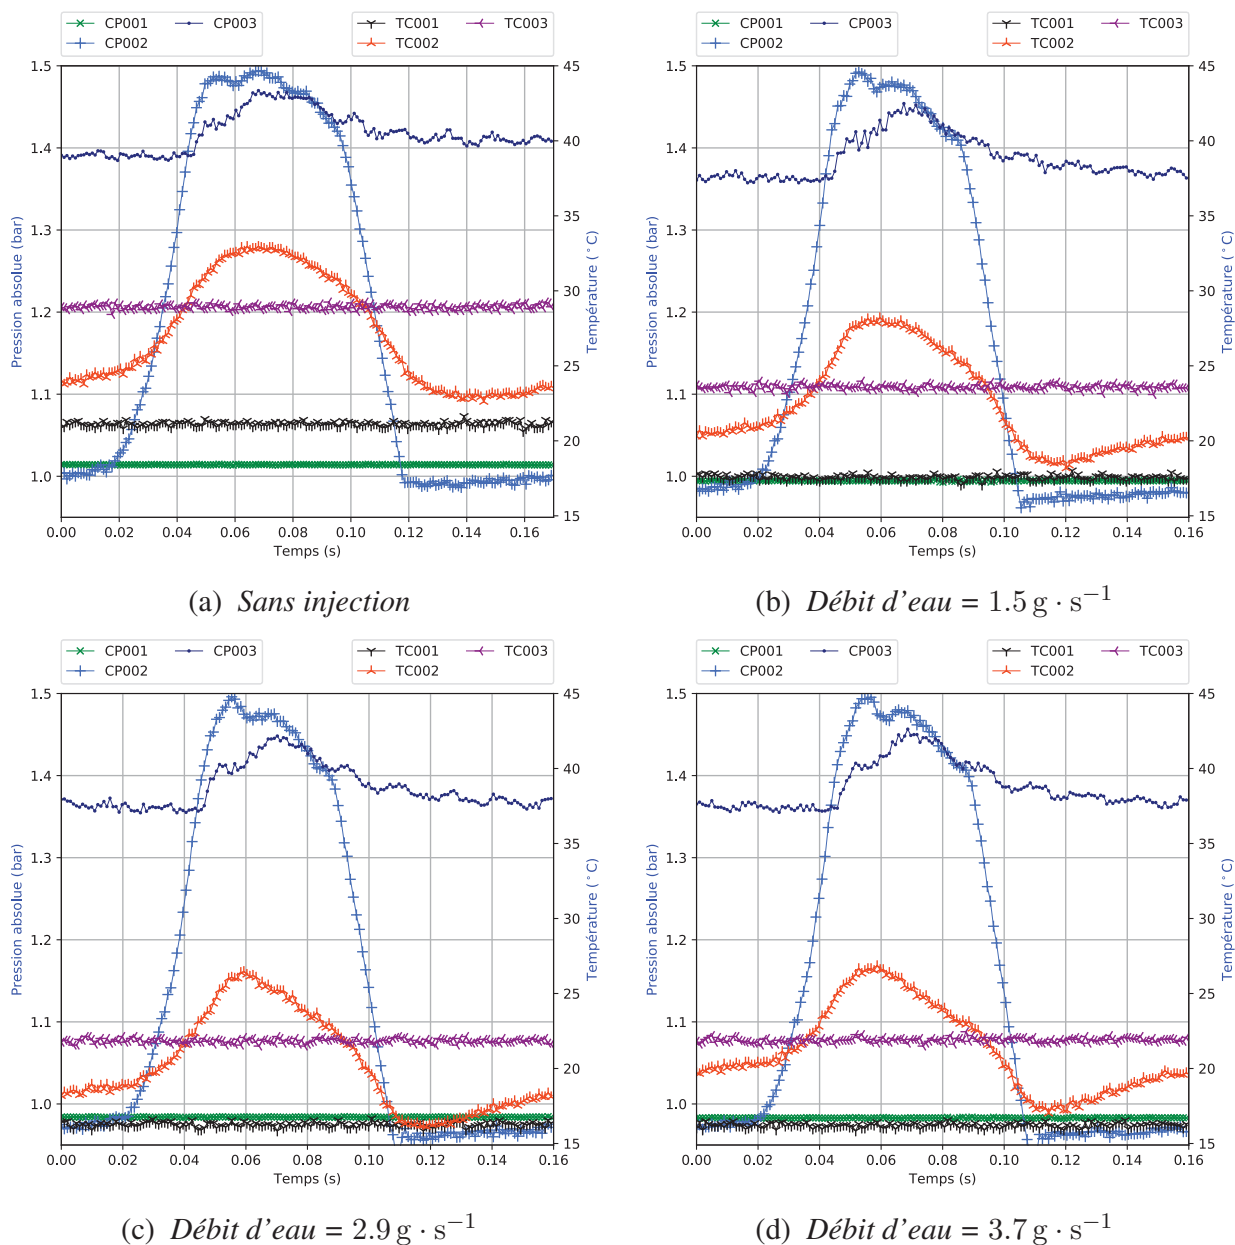 CP001 CP003 TC001 TC003
CP002 TC002
1.5 45
1.4 40
35
1.3
30
1.2
25
1.1
20
1.0
15
0.00 0.02 0.04 0.06 0.08 0.10 0.12 0.14 0.16
Temps (s)
Pression absolue (bar)
Température (°C)
(a) Sans injection
CP001 CP003 TC001 TC003
CP002 TC002
1.5 45
1.4 40
35
1.3
30
1.2
25
1.1
20
1.0
15
0.00 0.02 0.04 0.06 0.08 0.10 0.12 0.14 0.16
Temps (s)
Pression absolue (bar)
Température (°C)
(b) Débit d'eau = 1.5 g · s⁻¹
CP001 CP003 TC001 TC003
CP002 TC002
1.5 45
1.4 40
35
1.3
30
1.2
25
1.1
20
1.0
15
0.00 0.02 0.04 0.06 0.08 0.10 0.12 0.14 0.16
Temps (s)
Pression absolue (bar)
Température (°C)
(c) Débit d'eau = 2.9 g · s⁻¹
CP001 CP003 TC001 TC003
CP002 TC002
1.5 45
1.4 40
35
1.3
30
1.2
25
1.1
20
1.0
15
0.00 0.02 0.04 0.06 0.08 0.10 0.12 0.14 0.16
Temps (s)
Pression absolue (bar)
Température (°C)
(d) Débit d'eau = 3.7 g · s⁻¹